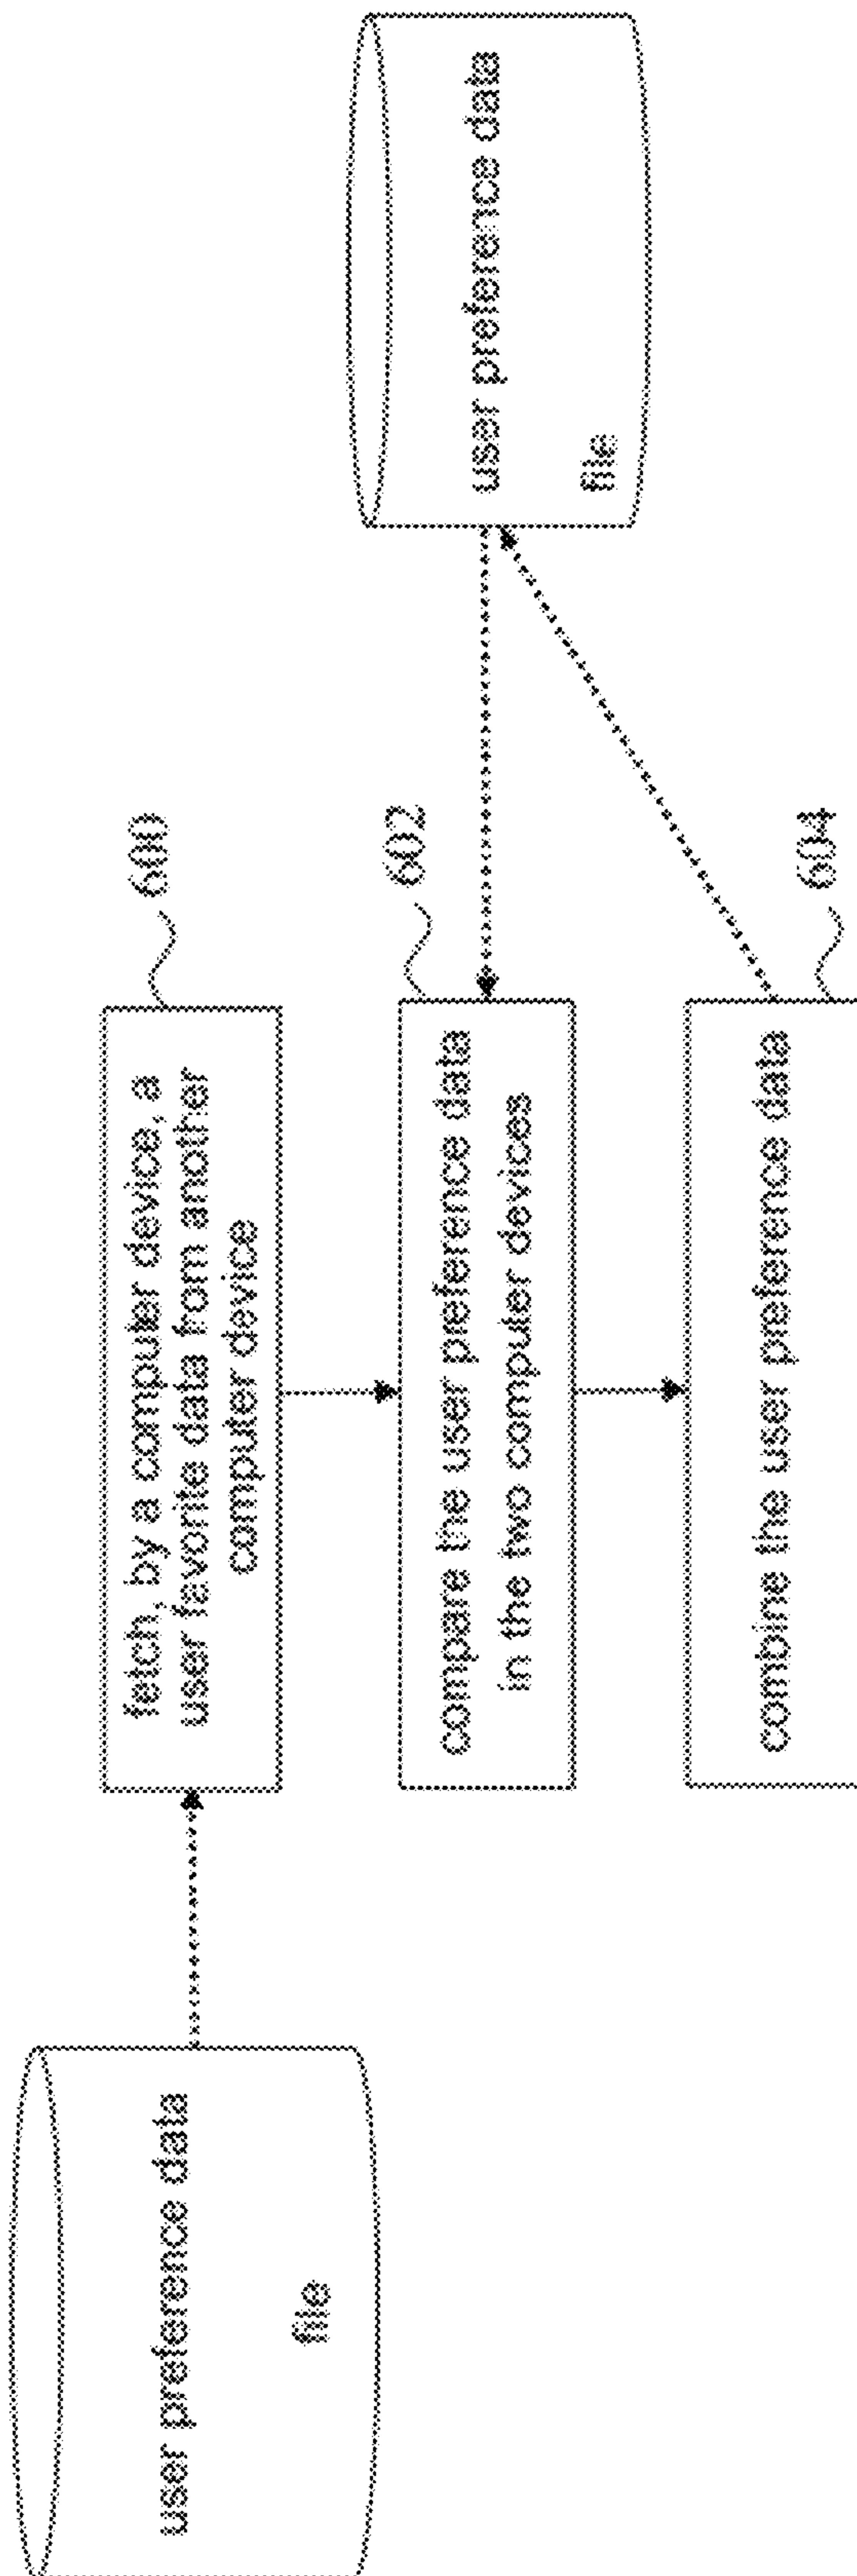 user preference data
file
fetch, by a computer device, a
user favorite data from another
computer device
600
compare the user preference data
in the two computer devices
602
combine the user preference data
604
user preference data
file